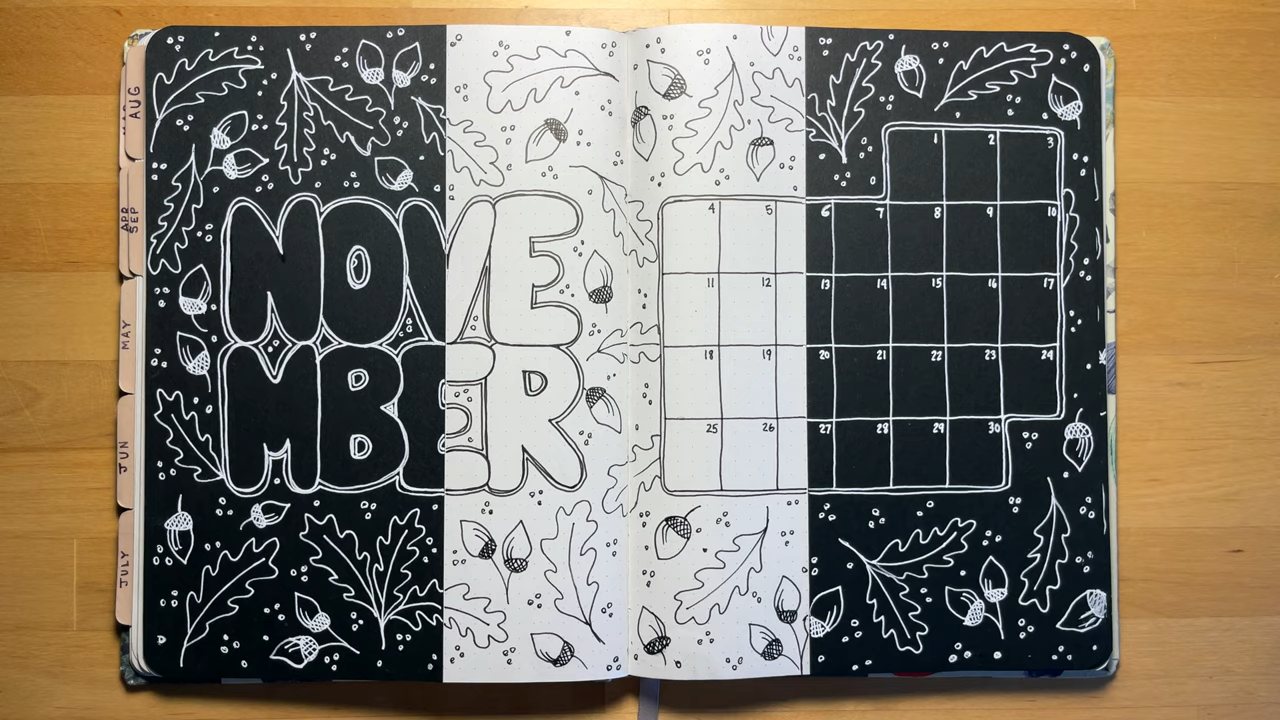 AUG
APR
SEP
MAY
JUN
JULY
NOVE
MBER
1 2 3
4 5 6 7 8 9 10
11 12 13 14 15 16 17
18 19 20 21 22 23 24
25 26 27 28 29 30